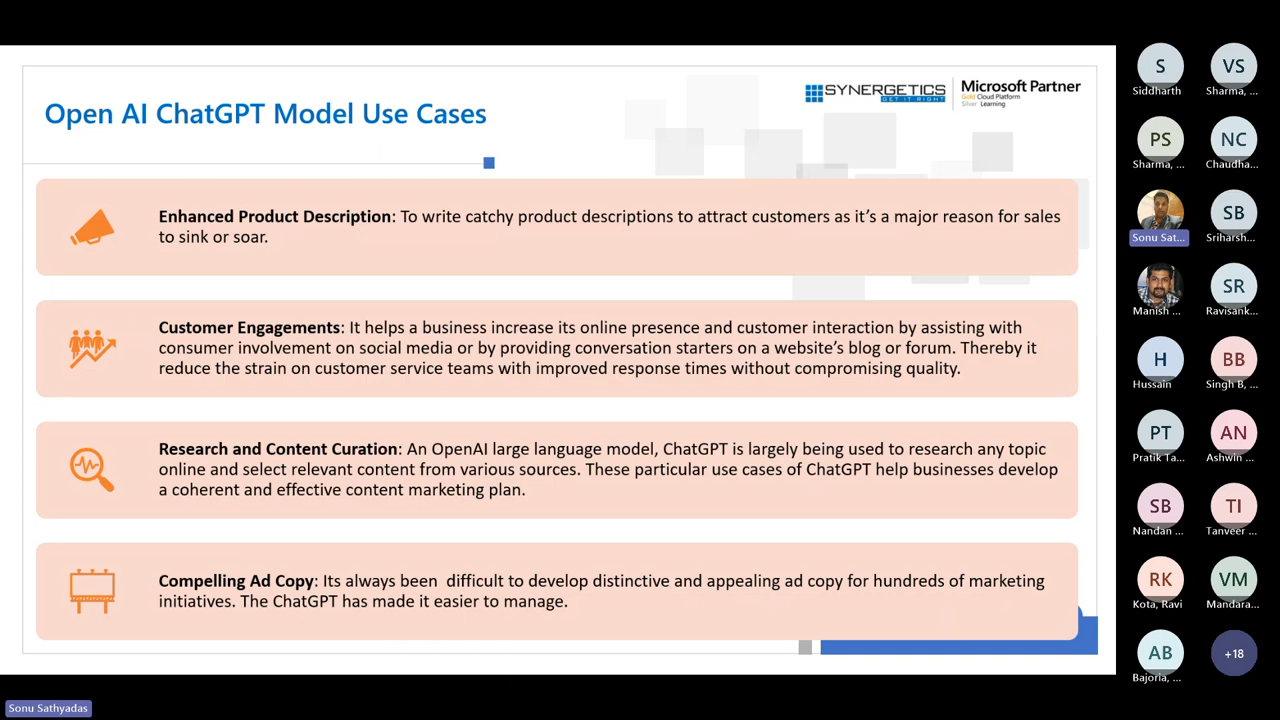 Open AI ChatGPT Model Use Cases
SYNERGETICS
GET IT RIGHT
Microsoft Partner
Gold Cloud Platform
Silver Learning
Enhanced Product Description: To write catchy product descriptions to attract customers as it’s a major reason for sales
to sink or soar.
Customer Engagements: It helps a business increase its online presence and customer interaction by assisting with
consumer involvement on social media or by providing conversation starters on a website’s blog or forum. Thereby it
reduce the strain on customer service teams with improved response times without compromising quality.
Research and Content Curation: An OpenAI large language model, ChatGPT is largely being used to research any topic
online and select relevant content from various sources. These particular use cases of ChatGPT help businesses develop
a coherent and effective content marketing plan.
Compelling Ad Copy: Its always been  difficult to develop distinctive and appealing ad copy for hundreds of marketing
initiatives. The ChatGPT has made it easier to manage.
S
Siddharth
VS
Sharma, ...
PS
Sharma, ...
NC
Chaudha...
Sonu Sat...
SB
Sriharsh...
Manish ...
SR
Ravisank...
H
Hussain
BB
Singh B, ...
PT
Pratik Ta...
AN
Ashwin ...
SB
Nandan ...
TI
Tanveer ...
RK
Kota, Ravi
VM
Mandara...
AB
Bajoria, ...
+18
Sonu Sathyadas